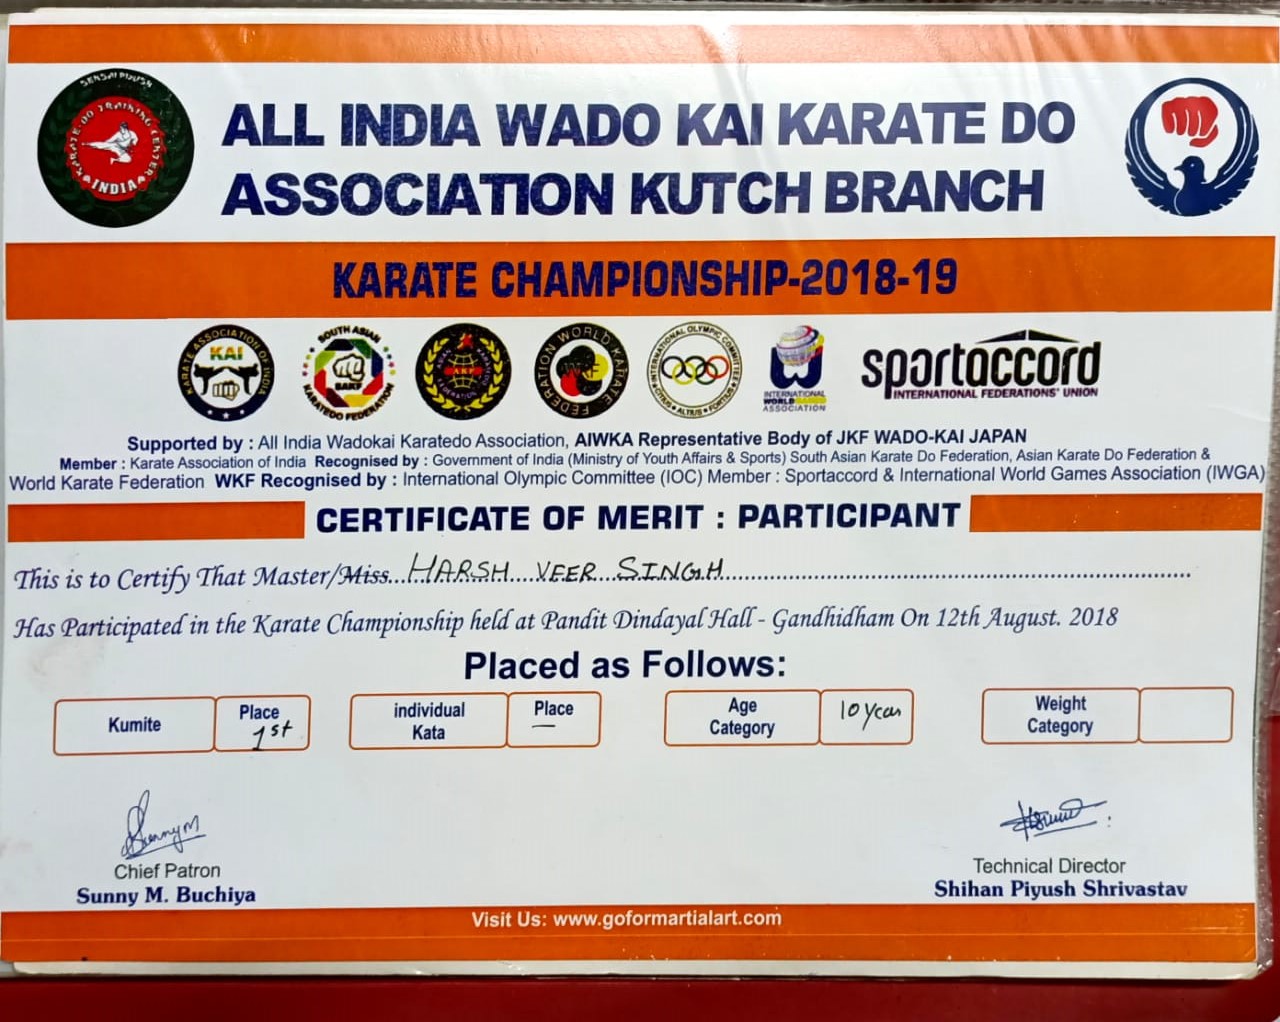 SENSAI PIYUSH
KARATE-DO TRAINING CENTER
INDIA
ALL INDIA WADO KAI KARATE DO
ASSOCIATION KUTCH BRANCH
KARATE CHAMPIONSHIP-2018-19
KARATE ASSOCIATION OF INDIA
KAI
SOUTH ASIAN
KARATEDO FEDERATION
AKF
WORLD KARATE FEDERATION
WKF
INTERNATIONAL OLYMPIC COMMITTEE
CITIUS ALTIUS FORTIUS
INTERNATIONAL
WORLD GAMES
ASSOCIATION
sportaccord
INTERNATIONAL FEDERATIONS' UNION
Supported by : All India Wadokai Karatedo Association, AIWKA Representative Body of JKF WADO-KAI JAPAN
Member : Karate Association of India Recognised by : Government of India (Ministry of Youth Affairs & Sports) South Asian Karate Do Federation, Asian Karate Do Federation &
World Karate Federation WKF Recognised by : International Olympic Committee (IOC) Member : Sportaccord & International World Games Association (IWGA)
CERTIFICATE OF MERIT : PARTICIPANT
This is to Certify That Master/Miss...HARSH VEER SINGH
Has Participated in the Karate Championship held at Pandit Dindayal Hall - Gandhidham On 12th August. 2018
Placed as Follows:
Kumite Place 1st
individual Kata Place —
Age Category 10 Year
Weight Category
Sunny M
Chief Patron
Sunny M. Buchiya
Technical Director
Shihan Piyush Shrivastav
Visit Us: www.goformartialart.com